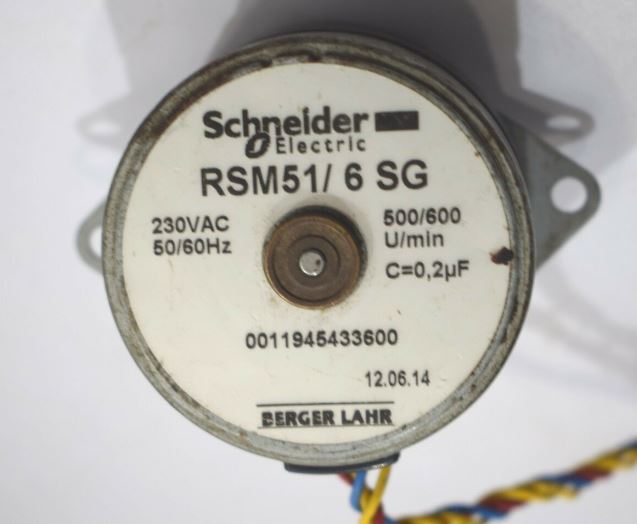 Schneider
Electric
RSM51/ 6 SG
230VAC
50/60Hz
500/600
U/min
C=0,2µF
0011945433600
12.06.14
BERGER LAHR